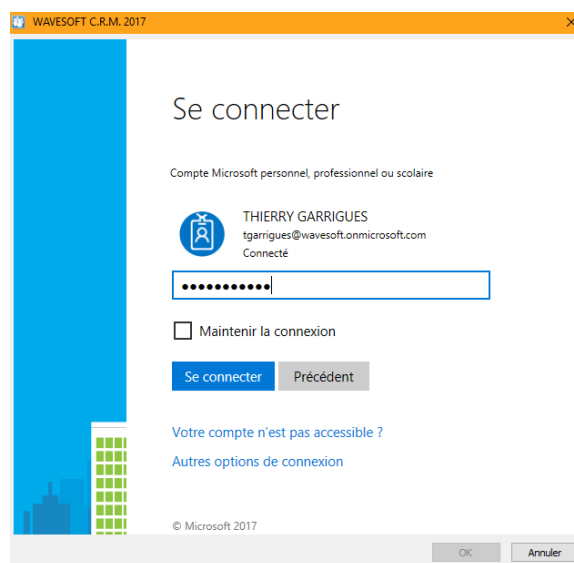 WAVESOFT C.R.M. 2017
Se connecter
Compte Microsoft personnel, professionnel ou scolaire
THIERRY GARRIGUES
tgarrigues@wavesoft.onmicrosoft.com
Connecté
●●●●●●●●●●●
Maintenir la connexion
Se connecter Précédent
Votre compte n'est pas accessible ?
Autres options de connexion
© Microsoft 2017
OK Annuler